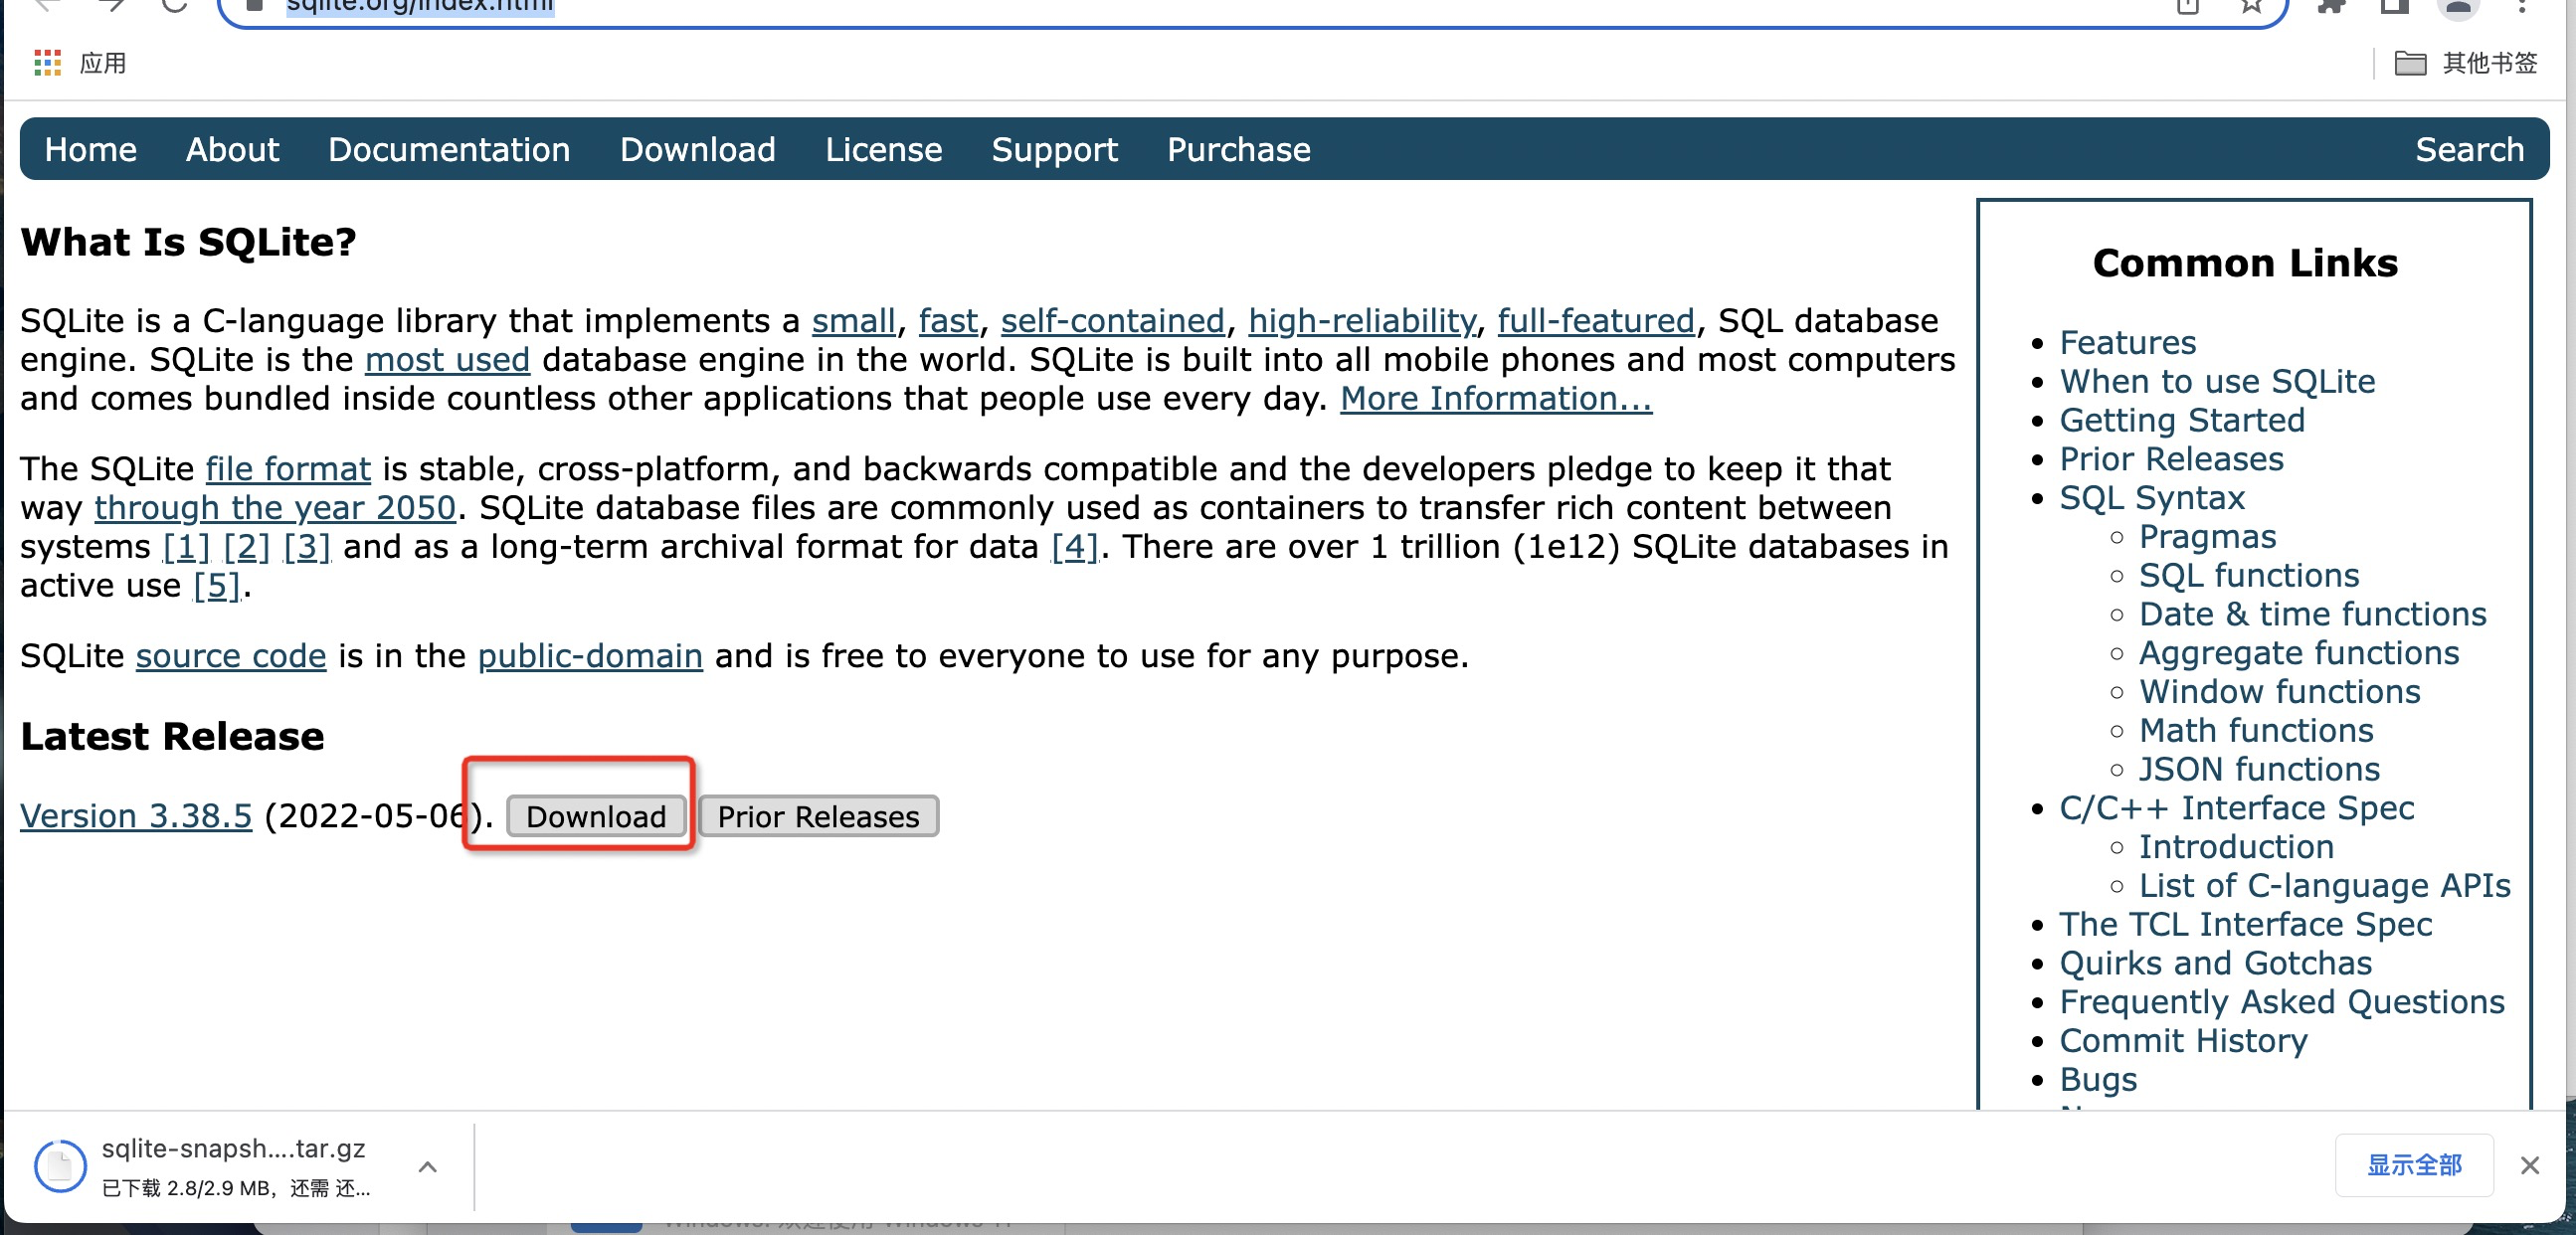 sqlite.org/index.html
应用
其他书签
Home About Documentation Download License Support Purchase Search
What Is SQLite?
SQLite is a C-language library that implements a small, fast, self-contained, high-reliability, full-featured, SQL database
engine. SQLite is the most used database engine in the world. SQLite is built into all mobile phones and most computers
and comes bundled inside countless other applications that people use every day. More Information...
The SQLite file format is stable, cross-platform, and backwards compatible and the developers pledge to keep it that
way through the year 2050. SQLite database files are commonly used as containers to transfer rich content between
systems [1] [2] [3] and as a long-term archival format for data [4]. There are over 1 trillion (1e12) SQLite databases in
active use [5].
SQLite source code is in the public-domain and is free to everyone to use for any purpose.
Latest Release
Version 3.38.5 (2022-05-06). Download Prior Releases
Common Links
Features
When to use SQLite
Getting Started
Prior Releases
SQL Syntax
Pragmas
SQL functions
Date & time functions
Aggregate functions
Window functions
Math functions
JSON functions
C/C++ Interface Spec
Introduction
List of C-language APIs
The TCL Interface Spec
Quirks and Gotchas
Frequently Asked Questions
Commit History
Bugs
sqlite-snapsh....tar.gz
已下载 2.8/2.9 MB，还需 还...
显示全部